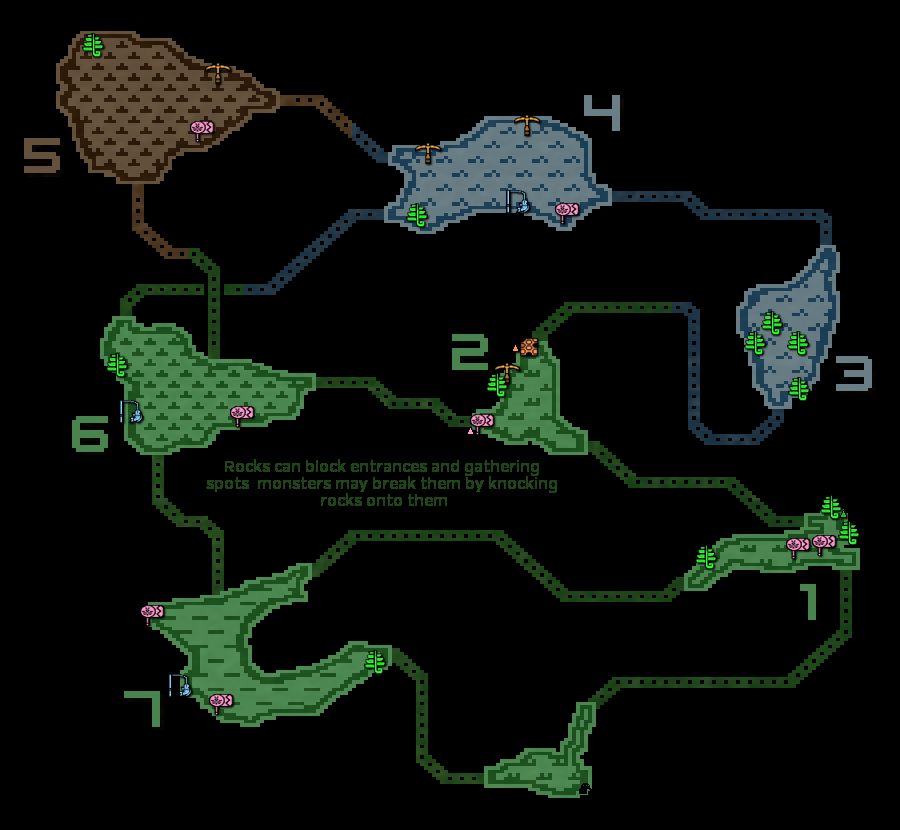 4
5
2
3
6
Rocks can block entrances and gathering
spots monsters may break them by knocking
rocks onto them
1
7